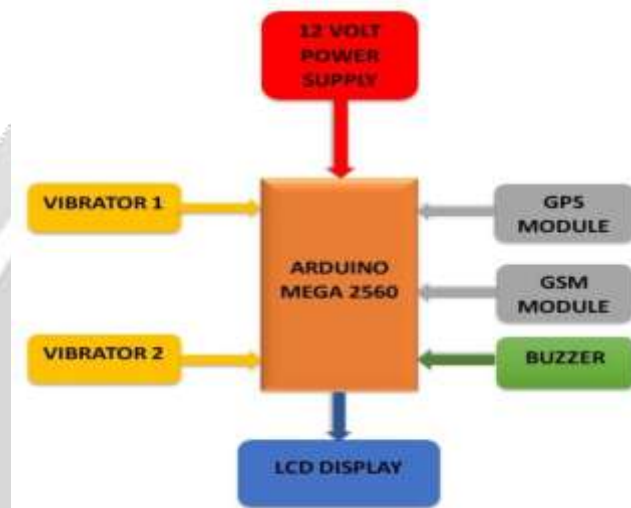 12 VOLT
POWER
SUPPLY
VIBRATOR 1
GPS
MODULE
ARDUINO
MEGA 2560
GSM
MODULE
VIBRATOR 2
BUZZER
LCD DISPLAY